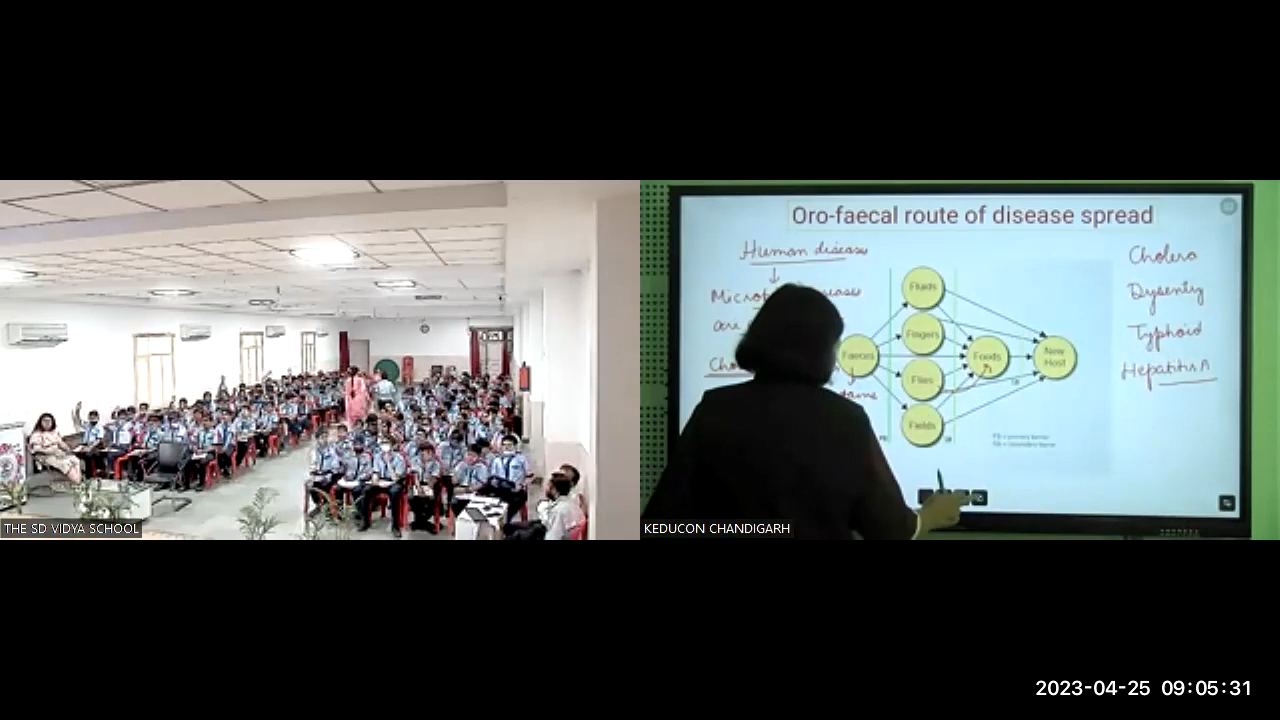 Oro-faecal route of disease spread
Human disease
Cholera
Dysentry
Typhoid
Hepatitis A
Fluids
Fingers
Faeces
Foods
New
Host
Flies
Fields
THE SD VIDYA SCHOOL
KEDUCON CHANDIGARH
2023-04-25 09:05:31